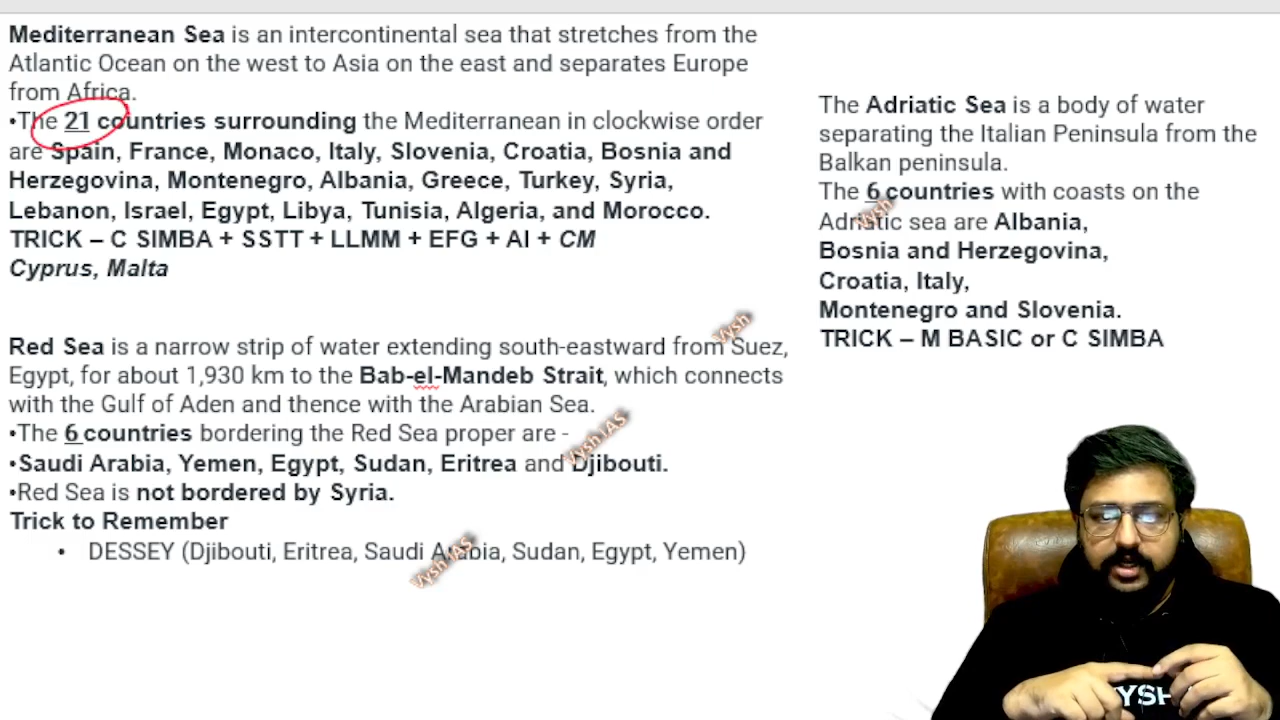 Mediterranean Sea is an intercontinental sea that stretches from the
Atlantic Ocean on the west to Asia on the east and separates Europe
from Africa.
•The 21 countries surrounding the Mediterranean in clockwise order
are Spain, France, Monaco, Italy, Slovenia, Croatia, Bosnia and
Herzegovina, Montenegro, Albania, Greece, Turkey, Syria,
Lebanon, Israel, Egypt, Libya, Tunisia, Algeria, and Morocco.
TRICK – C SIMBA + SSTT + LLMM + EFG + AI + CM
Cyprus, Malta
Red Sea is a narrow strip of water extending south-eastward from Suez,
Egypt, for about 1,930 km to the Bab-el-Mandeb Strait, which connects
with the Gulf of Aden and thence with the Arabian Sea.
•The 6 countries bordering the Red Sea proper are -
•Saudi Arabia, Yemen, Egypt, Sudan, Eritrea and Djibouti.
•Red Sea is not bordered by Syria.
Trick to Remember
• DESSEY (Djibouti, Eritrea, Saudi Arabia, Sudan, Egypt, Yemen)
The Adriatic Sea is a body of water
separating the Italian Peninsula from the
Balkan peninsula.
The 6 countries with coasts on the
Adriatic sea are Albania,
Bosnia and Herzegovina,
Croatia, Italy,
Montenegro and Slovenia.
TRICK – M BASIC or C SIMBA
Vysh
Vysh
Vysh IAS
Vysh IAS
VYSH